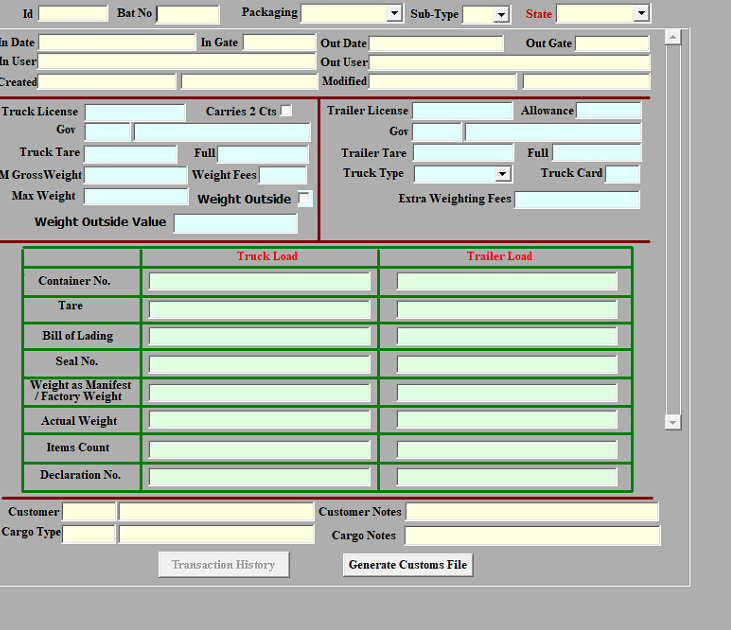 Id Bat No Packaging Sub-Type State
In Date In Gate Out Date Out Gate
In User Out User
Created Modified
Truck License Carries 2 Cts Trailer License Allowance
Gov Gov
Truck Tare Full Trailer Tare Full
M GrossWeight Weight Fees Truck Type Truck Card
Max Weight Weight Outside Extra Weighting Fees
Weight Outside Value
Truck Load Trailer Load
Container No.
Tare
Bill of Lading
Seal No.
Weight as Manifest
/ Factory Weight
Actual Weight
Items Count
Declaration No.
Customer Customer Notes
Cargo Type Cargo Notes
Transaction History Generate Customs File